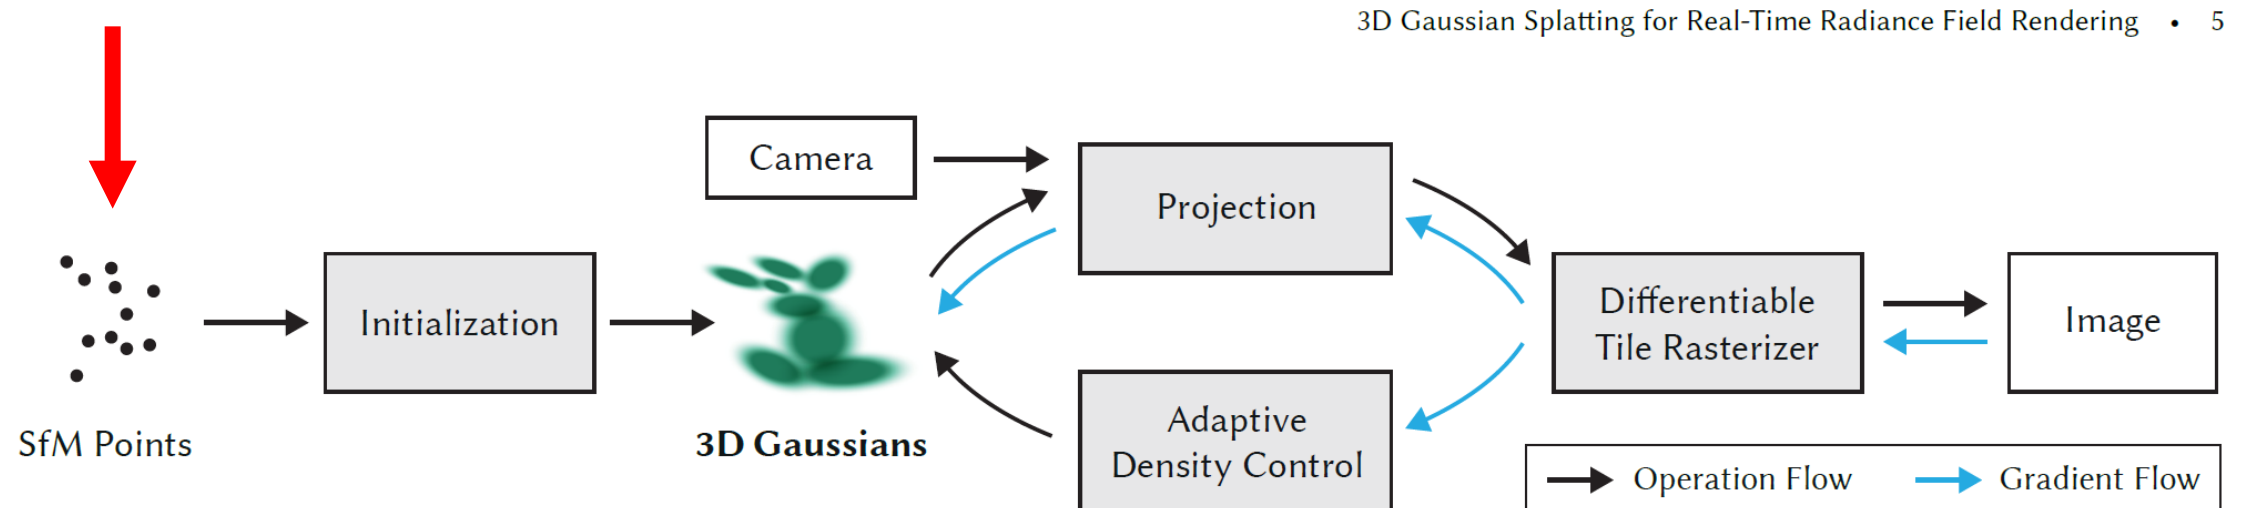 3D Gaussian Splatting for Real-Time Radiance Field Rendering • 5
Camera
Projection
Initialization
Differentiable
Tile Rasterizer
Image
SfM Points
3D Gaussians
Adaptive
Density Control
Operation Flow
Gradient Flow